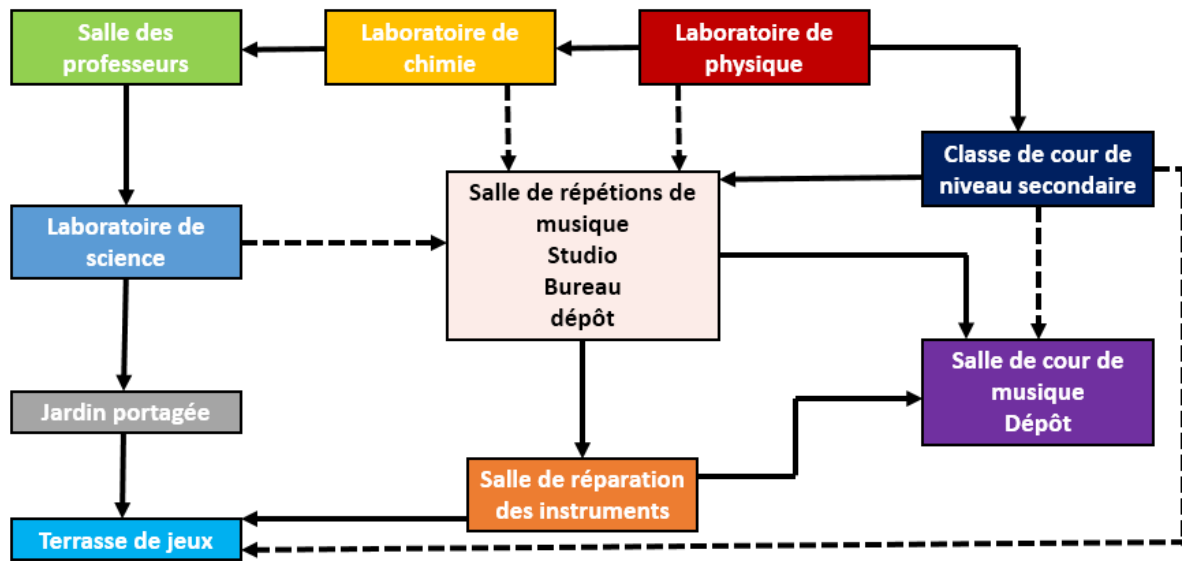 Salle des
professeurs
Laboratoire de
chimie
Laboratoire de
physique
Classe de cour de
niveau secondaire
Salle de répétions de
musique
Studio
Bureau
dépôt
Laboratoire de
science
Salle de cour de
musique
Dépôt
Jardin portagée
Salle de réparation
des instruments
Terrasse de jeux